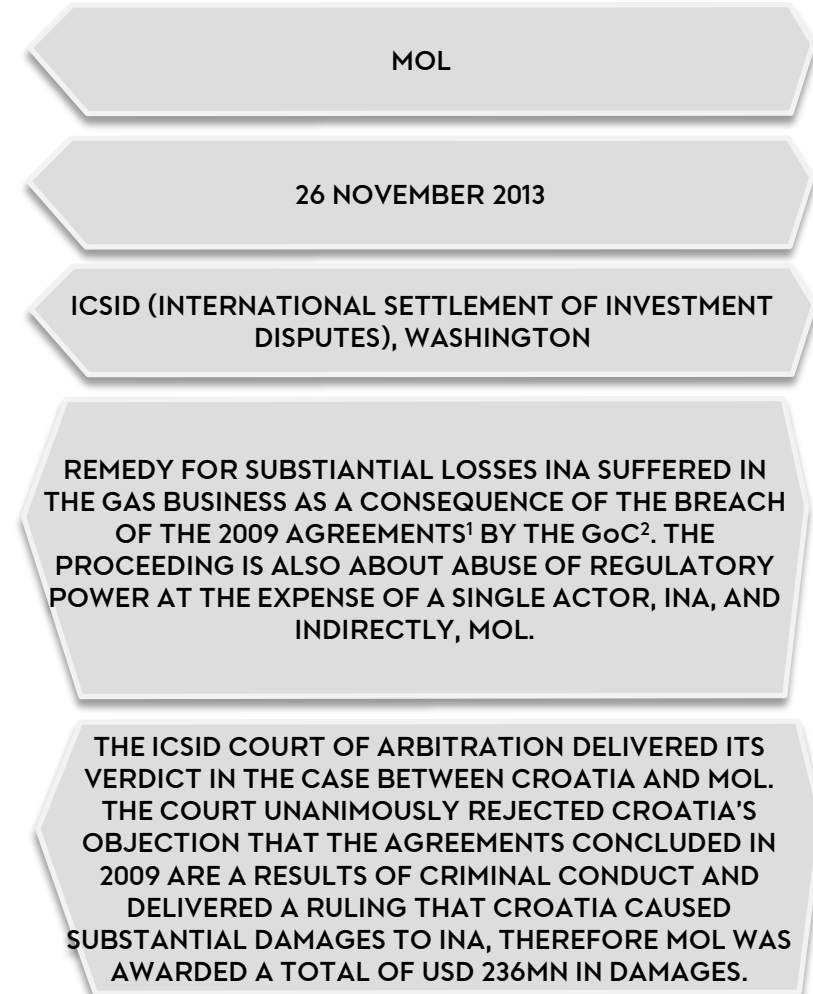 MOL
26 NOVEMBER 2013
ICSID (INTERNATIONAL SETTLEMENT OF INVESTMENT
DISPUTES), WASHINGTON
REMEDY FOR SUBSTIANTIAL LOSSES INA SUFFERED IN
THE GAS BUSINESS AS A CONSEQUENCE OF THE BREACH
OF THE 2009 AGREEMENTS¹ BY THE GoC². THE
PROCEEDING IS ALSO ABOUT ABUSE OF REGULATORY
POWER AT THE EXPENSE OF A SINGLE ACTOR, INA, AND
INDIRECTLY, MOL.
THE ICSID COURT OF ARBITRATION DELIVERED ITS
VERDICT IN THE CASE BETWEEN CROATIA AND MOL.
THE COURT UNANIMOUSLY REJECTED CROATIA'S
OBJECTION THAT THE AGREEMENTS CONCLUDED IN
2009 ARE A RESULTS OF CRIMINAL CONDUCT AND
DELIVERED A RULING THAT CROATIA CAUSED
SUBSTANTIAL DAMAGES TO INA, THEREFORE MOL WAS
AWARDED A TOTAL OF USD 236MN IN DAMAGES.